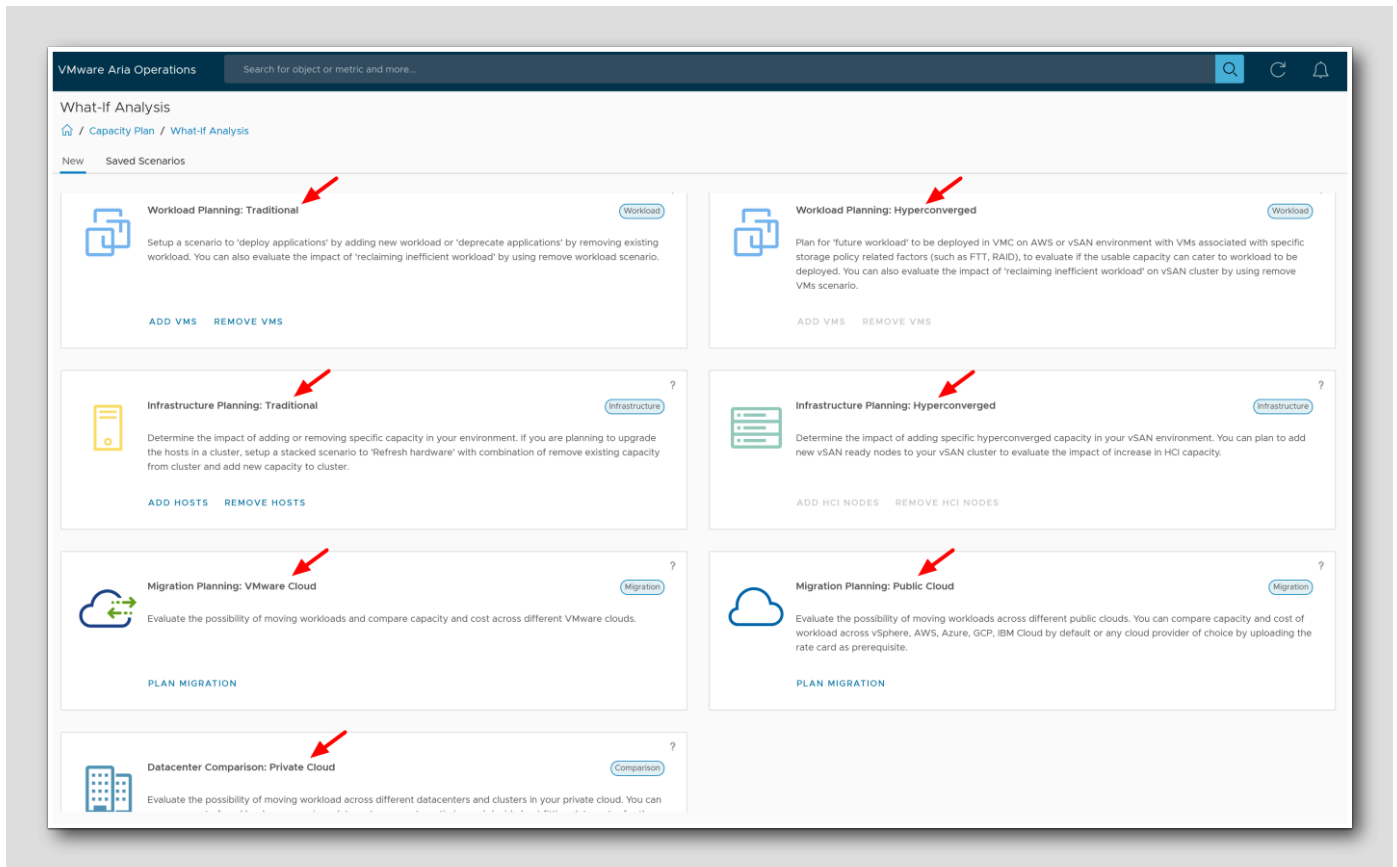 VMware Aria Operations
Search for object or metric and more...
What-If Analysis
/ Capacity Plan / What-If Analysis
New Saved Scenarios
Workload Planning: Traditional
Workload
Setup a scenario to 'deploy applications' by adding new workload or 'deprecate applications' by removing existing
workload. You can also evaluate the impact of 'reclaiming inefficient workload' by using remove workload scenario.
ADD VMS REMOVE VMS
Workload Planning: Hyperconverged
Workload
Plan for 'future workload' to be deployed in VMC on AWS or vSAN environment with VMs associated with specific
storage policy related factors (such as FTT, RAID), to evaluate if the usable capacity can cater to workload to be
deployed. You can also evaluate the impact of 'reclaiming inefficient workload' on vSAN cluster by using remove
VMs scenario.
ADD VMS REMOVE VMS
?
Infrastructure Planning: Traditional
Infrastructure
Determine the impact of adding or removing specific capacity in your environment. If you are planning to upgrade
the hosts in a cluster, setup a stacked scenario to 'Refresh hardware' with combination of remove existing capacity
from cluster and add new capacity to cluster.
ADD HOSTS REMOVE HOSTS
?
Infrastructure Planning: Hyperconverged
Infrastructure
Determine the impact of adding specific hyperconverged capacity in your vSAN environment. You can plan to add
new vSAN ready nodes to your vSAN cluster to evaluate the impact of increase in HCI capacity.
ADD HCI NODES REMOVE HCI NODES
?
Migration Planning: VMware Cloud
Migration
Evaluate the possibility of moving workloads and compare capacity and cost across different VMware clouds.
PLAN MIGRATION
?
Migration Planning: Public Cloud
Migration
Evaluate the possibility of moving workloads across different public clouds. You can compare capacity and cost of
workload across vSphere, AWS, Azure, GCP, IBM Cloud by default or any cloud provider of choice by uploading the
rate card as prerequisite.
PLAN MIGRATION
?
Datacenter Comparison: Private Cloud
Comparison
Evaluate the possibility of moving workload across different datacenters and clusters in your private cloud. You can